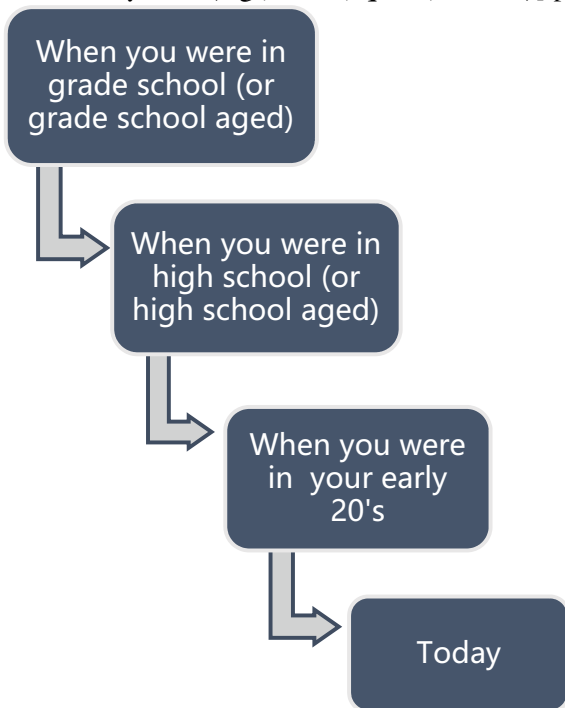 When you were in
grade school (or
grade school aged)
When you were in
high school (or
high school aged)
When you were
in your early
20's
Today